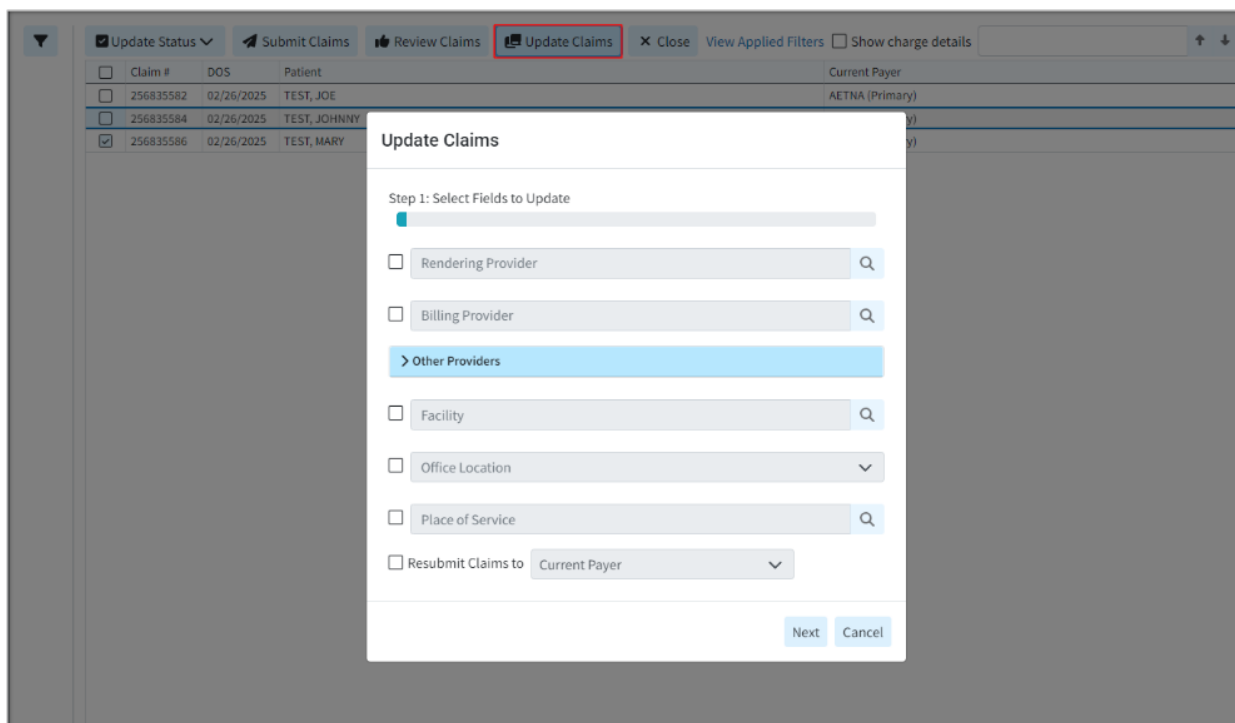 Update Status Submit Claims Review Claims Update Claims Close View Applied Filters Show charge details
Claim # DOS Patient Current Payer
256835582 02/26/2025 TEST, JOE AETNA (Primary)
256835584 02/26/2025 TEST, JOHNNY y)
256835586 02/26/2025 TEST, MARY y)
Update Claims
Step 1: Select Fields to Update
Rendering Provider
Billing Provider
Other Providers
Facility
Office Location
Place of Service
Resubmit Claims to Current Payer
Next Cancel